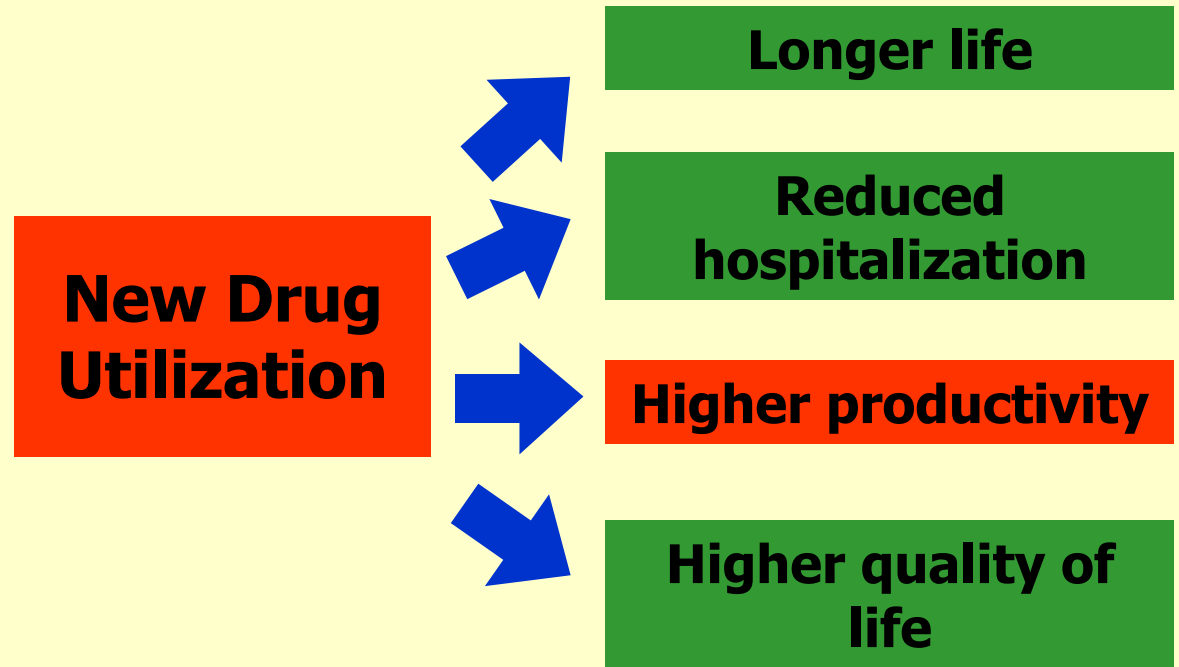 Longer life
Reduced
hospitalization
New Drug
Utilization
Higher productivity
Higher quality of
life